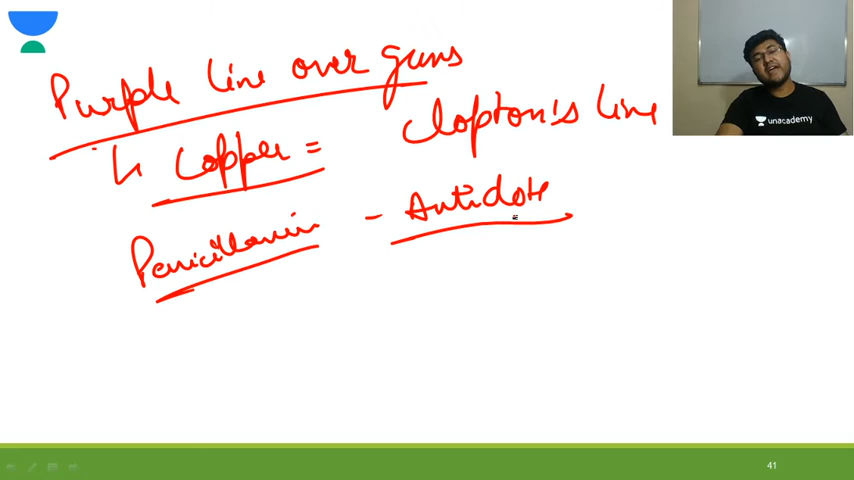 Purple line over gums
↳ Copper = Clopton's line
Penicillamin - Antidote
unacademy
41